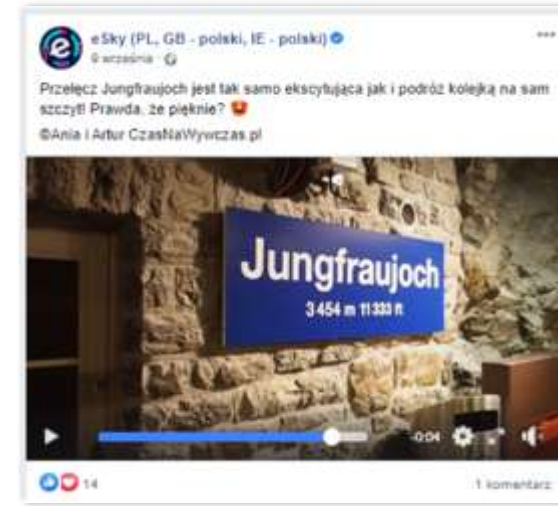 eSky (PL, GB - polski, IE - polski)
9 września
Przełęcz Jungfraujoch jest tak samo ekscytująca jak i podróż kolejką na sam
szczyt! Prawda, że pięknie?
©Ania i Artur CzasNaWywczas.pl
Jungfraujoch
3 454 m 11 333 ft
-0:04
14
1 komentarz